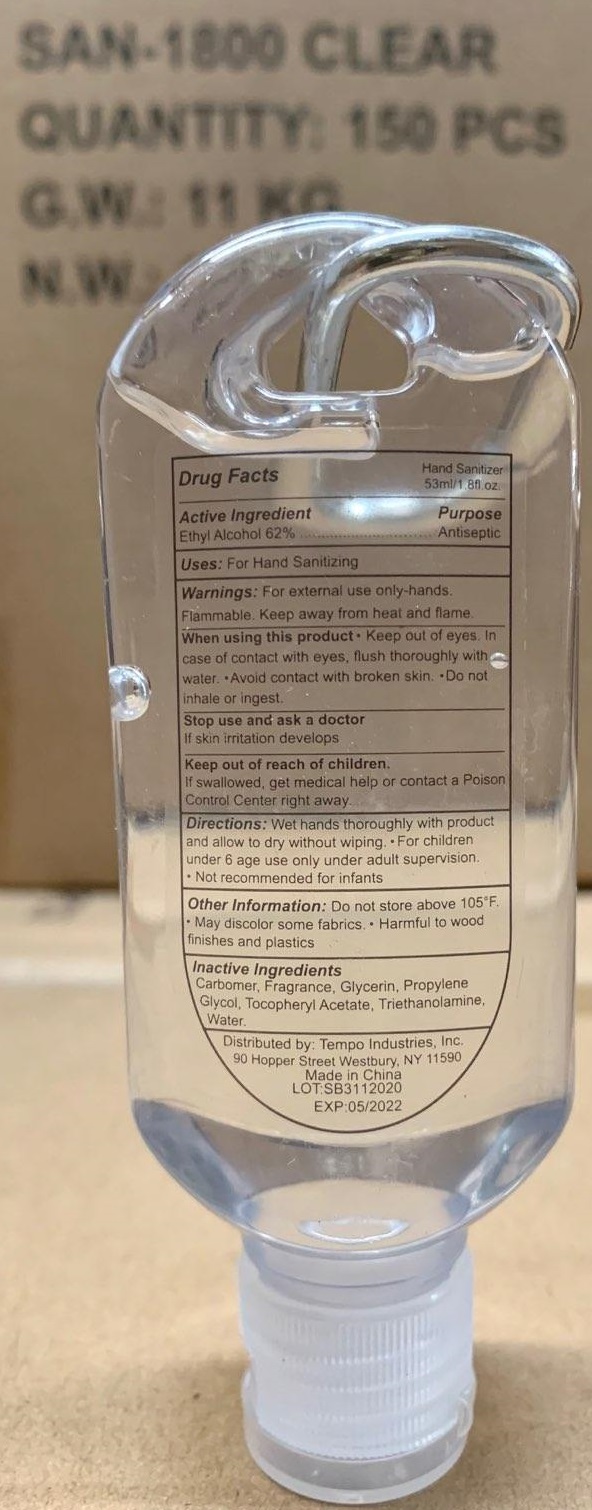 SAN-1800 CLEAR
QUANTITY: 150 PCS
G.W.: 11 KG
N.W.:
Drug Facts
Hand Sanitizer
53ml/1.8fl.oz.
Active Ingredient Purpose
Ethyl Alcohol 62% ................................ Antiseptic
Uses: For Hand Sanitizing
Warnings: For external use only-hands.
Flammable. Keep away from heat and flame.
When using this product • Keep out of eyes. In
case of contact with eyes, flush thoroughly with
water. •Avoid contact with broken skin. •Do not
inhale or ingest.
Stop use and ask a doctor
If skin irritation develops
Keep out of reach of children.
If swallowed, get medical help or contact a Poison
Control Center right away.
Directions: Wet hands thoroughly with product
and allow to dry without wiping. • For children
under 6 age use only under adult supervision.
• Not recommended for infants
Other Information: Do not store above 105°F.
• May discolor some fabrics. • Harmful to wood
finishes and plastics
Inactive Ingredients
Carbomer, Fragrance, Glycerin, Propylene
Glycol, Tocopheryl Acetate, Triethanolamine,
Water.
Distributed by: Tempo Industries, Inc.
90 Hopper Street Westbury, NY 11590
Made in China
LOT:SB3112020
EXP:05/2022